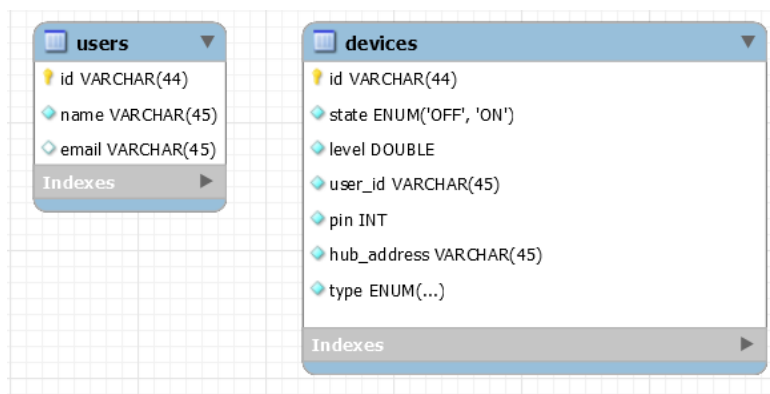 users
id VARCHAR(44)
name VARCHAR(45)
email VARCHAR(45)
Indexes
devices
id VARCHAR(44)
state ENUM('OFF', 'ON')
level DOUBLE
user_id VARCHAR(45)
pin INT
hub_address VARCHAR(45)
type ENUM(...)
Indexes